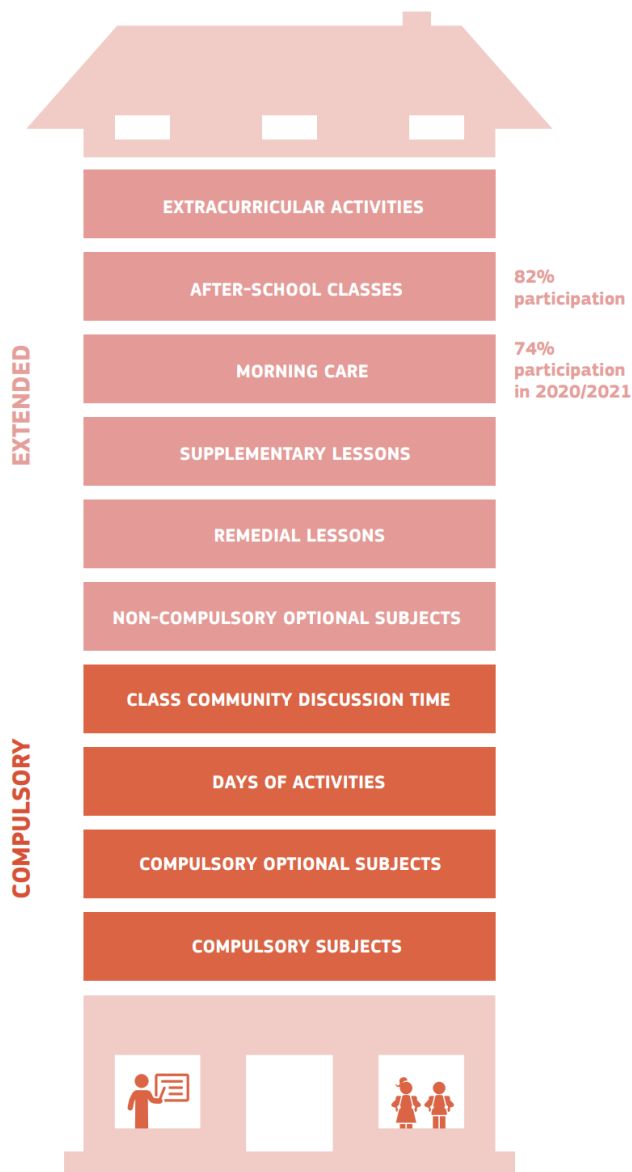 EXTRACURRICULAR ACTIVITIES
AFTER-SCHOOL CLASSES
82%
participation
MORNING CARE
74%
participation
in 2020/2021
EXTENDED
SUPPLEMENTARY LESSONS
REMEDIAL LESSONS
NON-COMPULSORY OPTIONAL SUBJECTS
CLASS COMMUNITY DISCUSSION TIME
DAYS OF ACTIVITIES
COMPULSORY
COMPULSORY OPTIONAL SUBJECTS
COMPULSORY SUBJECTS